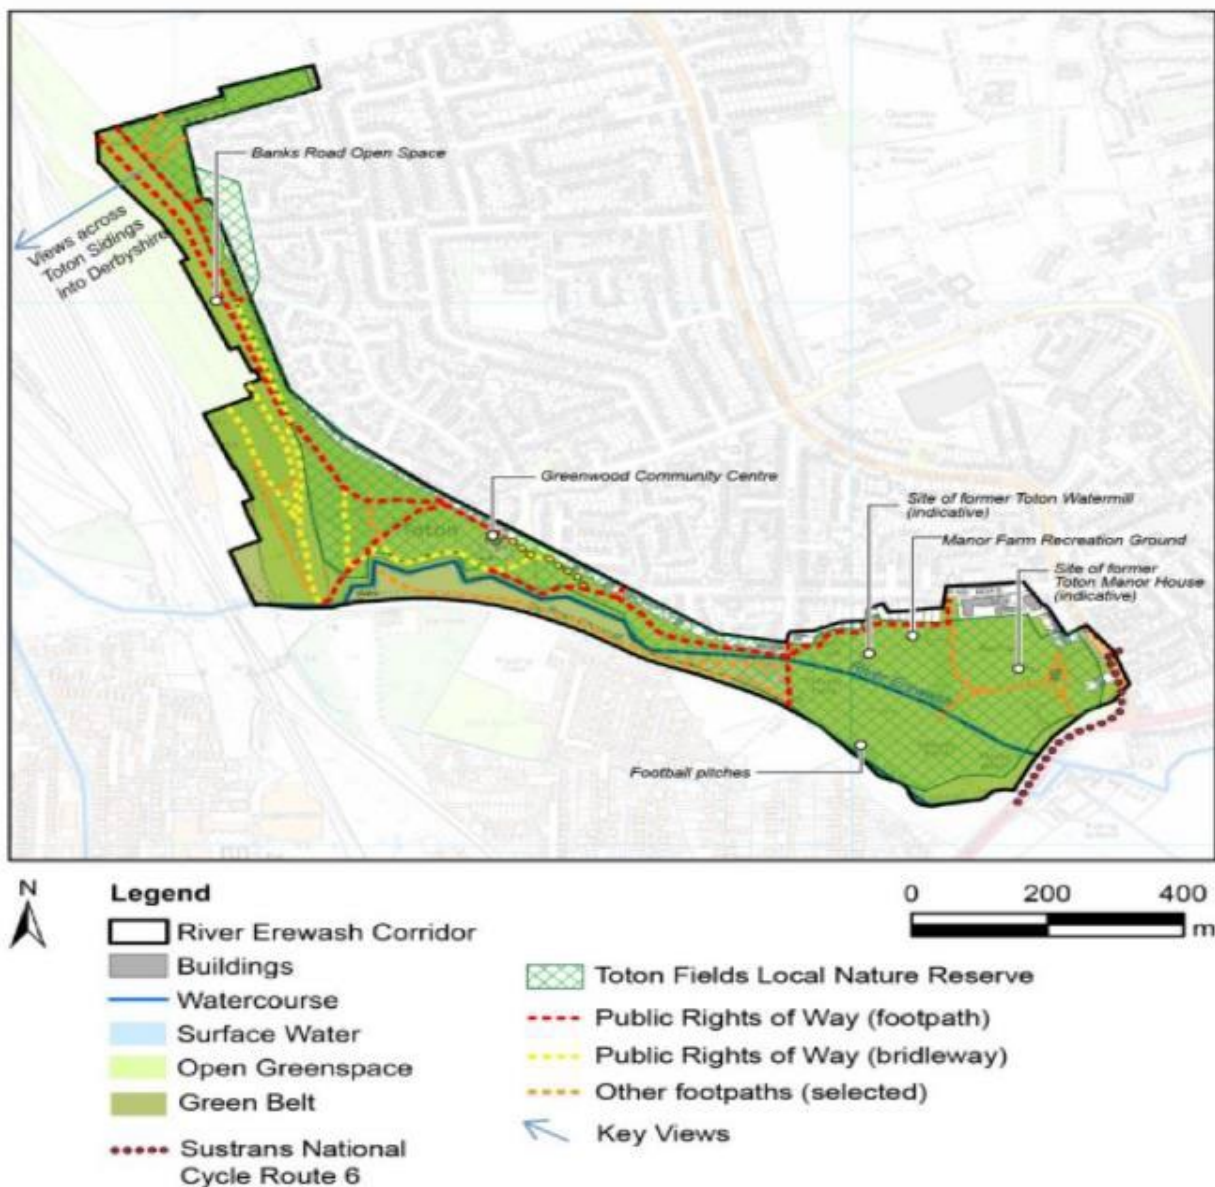 Banks Road Open Space
Views across
Toton Sidings
into Derbyshire
Greenwood Community Centre
Site of former Toton Watermill
(indicative)
Manor Farm Recreation Ground
Site of former
Toton Manor House
(indicative)
Toton
River Erewash
Football pitches
N
Legend
River Erewash Corridor
Buildings
Watercourse
Surface Water
Open Greenspace
Green Belt
Sustrans National
Cycle Route 6
0 200 400
m
Toton Fields Local Nature Reserve
Public Rights of Way (footpath)
Public Rights of Way (bridleway)
Other footpaths (selected)
Key Views